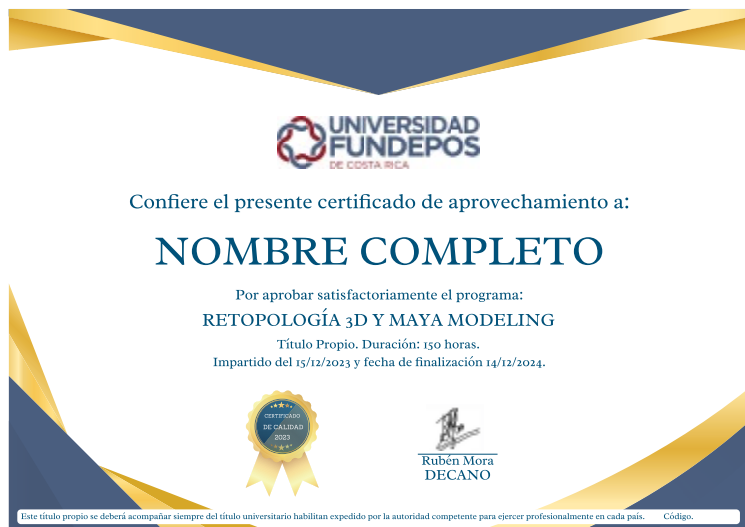 UNIVERSIDAD
FUNDEPOS
DE COSTA RICA
Confiere el presente certificado de aprovechamiento a:
NOMBRE COMPLETO
Por aprobar satisfactoriamente el programa:
RETOPOLOGÍA 3D Y MAYA MODELING
Título Propio. Duración: 150 horas.
Impartido del 15/12/2023 y fecha de finalización 14/12/2024.
CERTIFICADO
DE CALIDAD
2023
Rubén Mora
DECANO
Este título propio se deberá acompañar siempre del título universitario habilitan expedido por la autoridad competente para ejercer profesionalmente en cada país. Código.